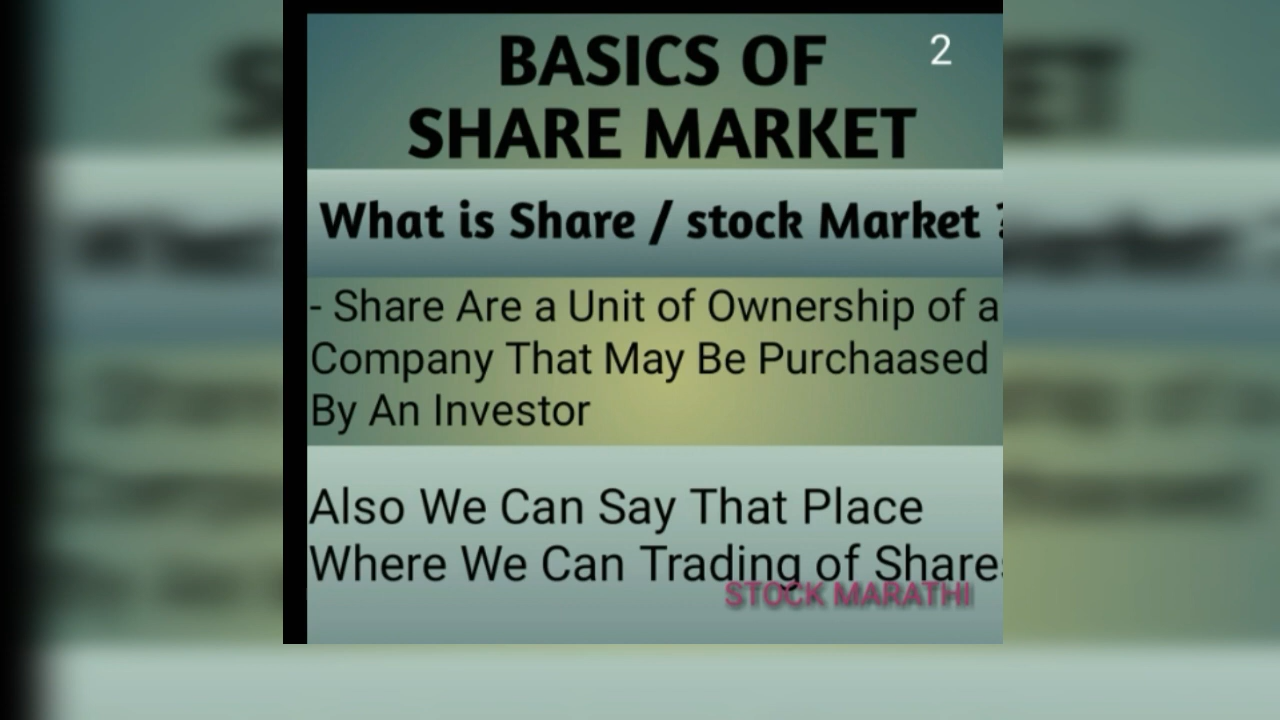 BASICS OF
2
SHARE MARKET
What is Share / stock Market ?
- Share Are a Unit of Ownership of a
Company That May Be Purchaased
By An Investor
Also We Can Say That Place
Where We Can Trading of Shares
STOCK MARATHI